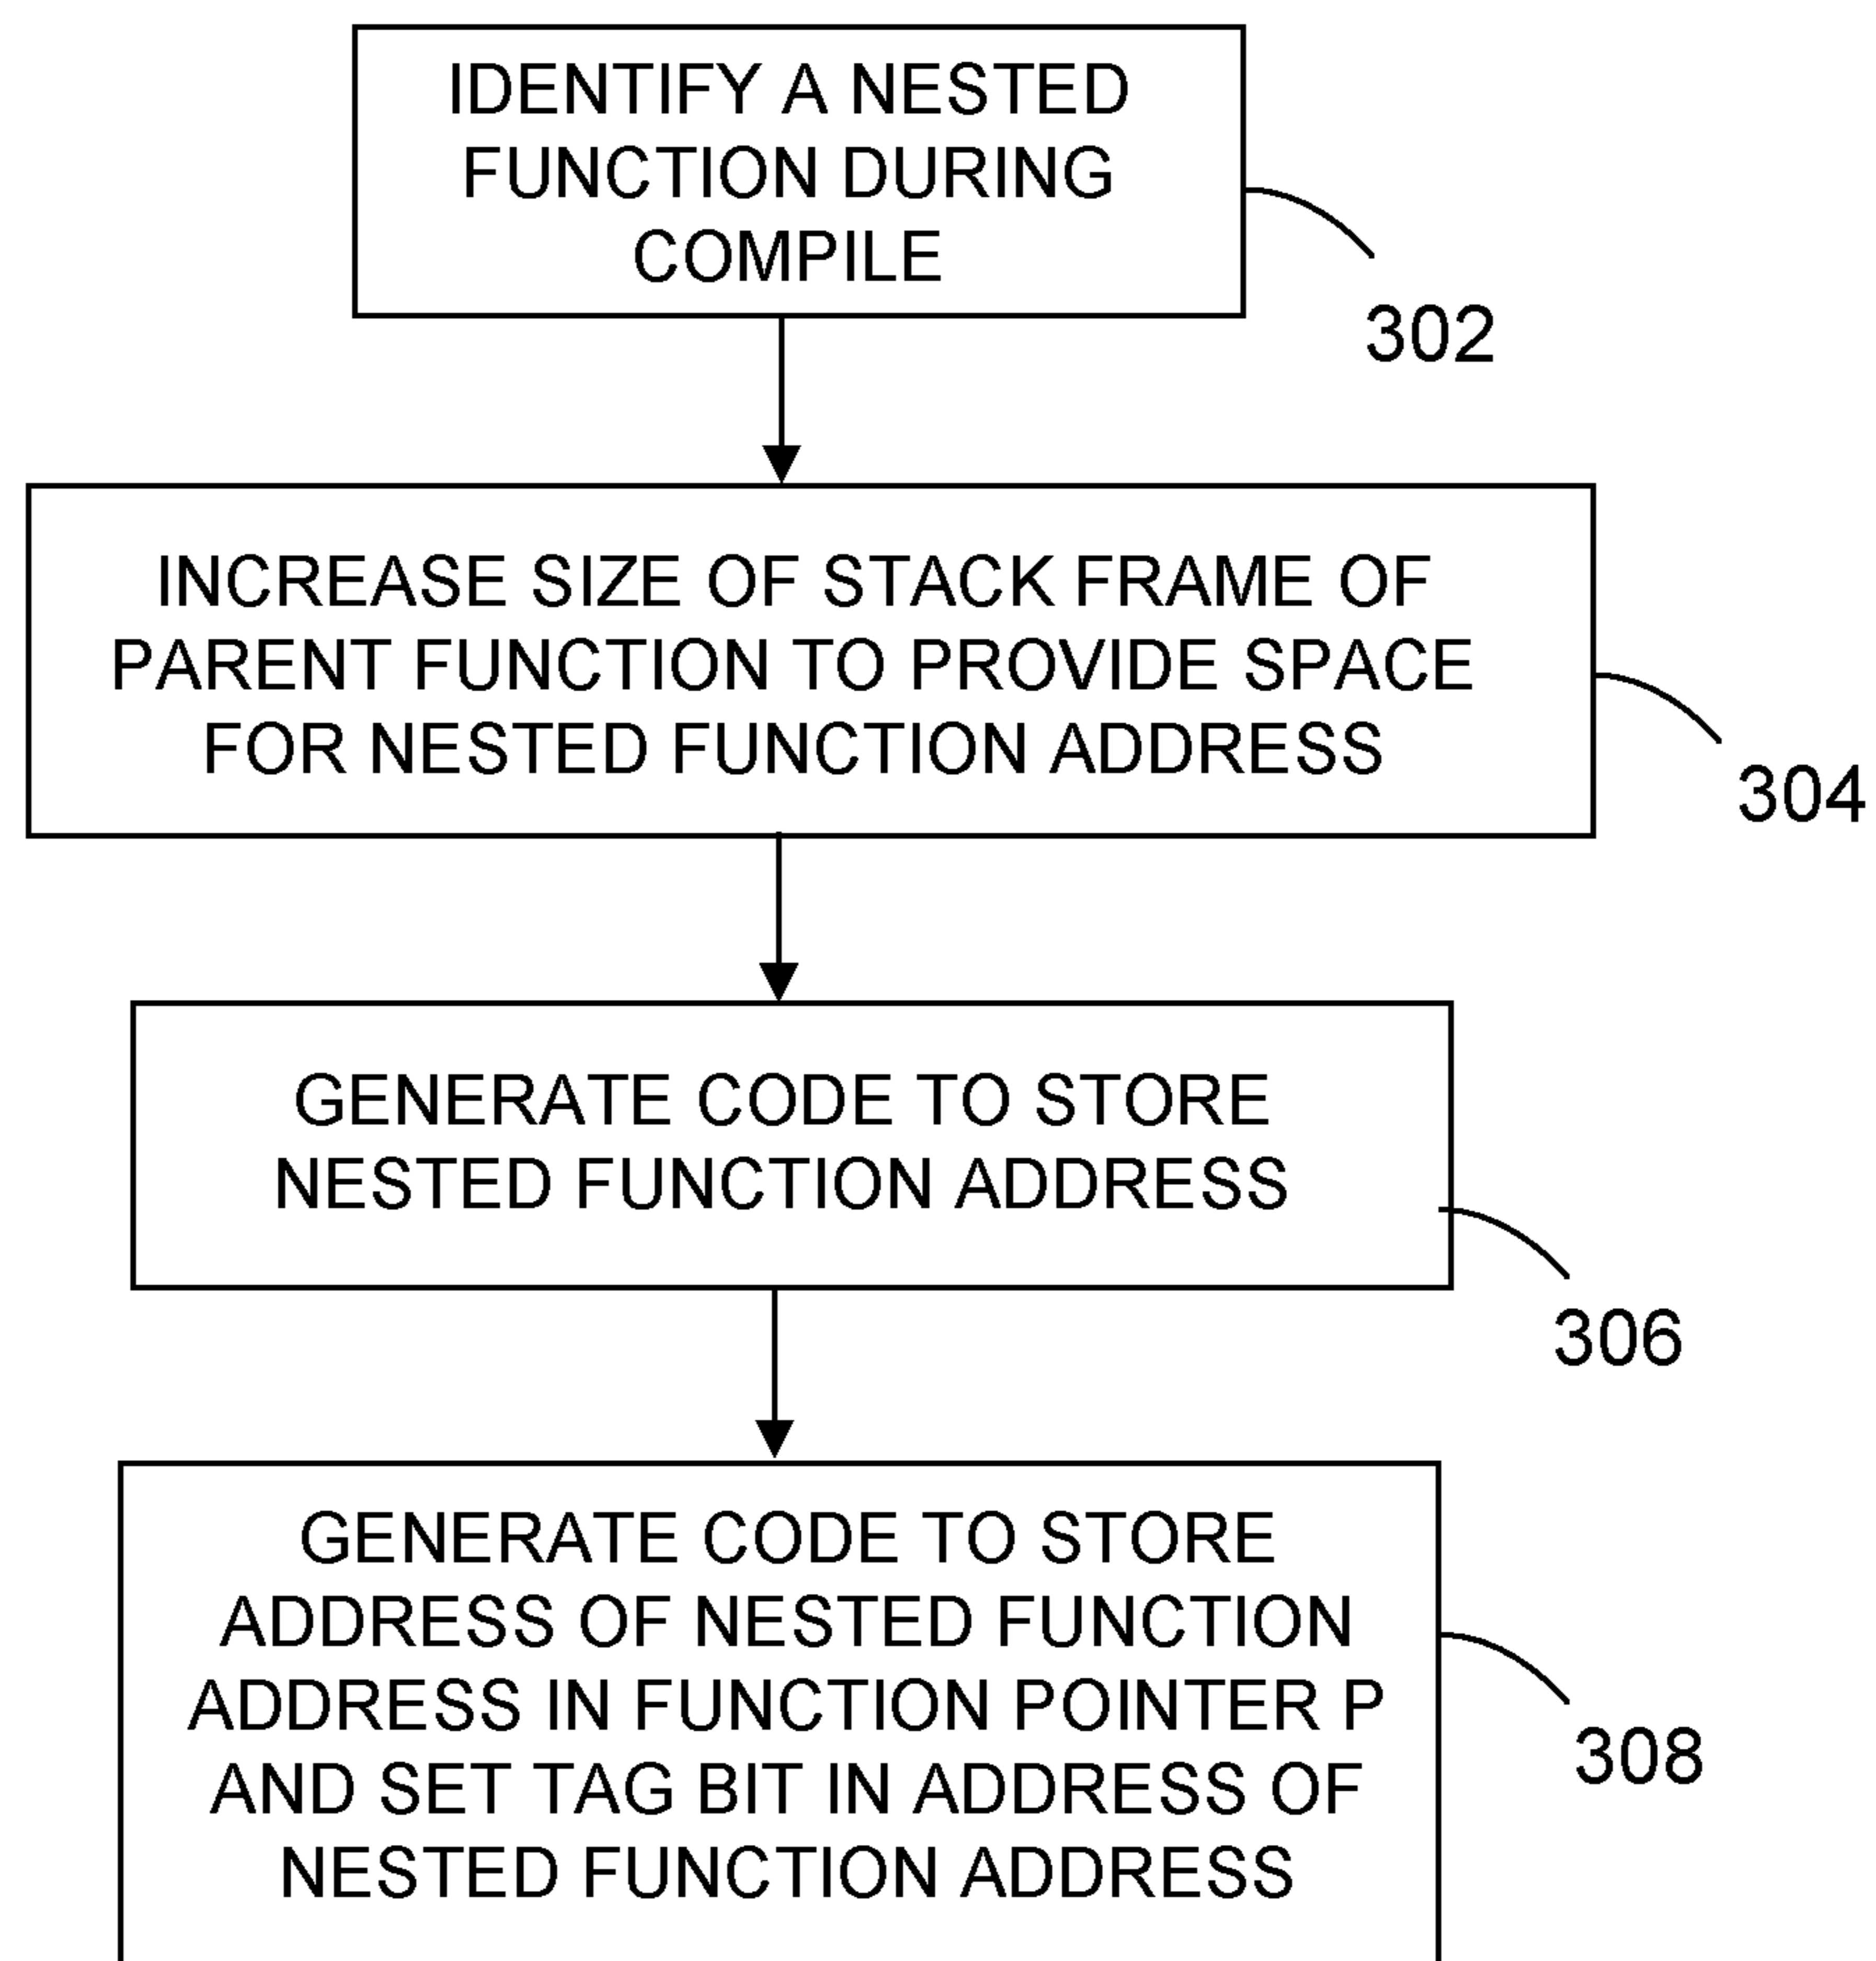 IDENTIFY A NESTED
FUNCTION DURING
COMPILE
302
INCREASE SIZE OF STACK FRAME OF
PARENT FUNCTION TO PROVIDE SPACE
FOR NESTED FUNCTION ADDRESS
304
GENERATE CODE TO STORE
NESTED FUNCTION ADDRESS
306
GENERATE CODE TO STORE
ADDRESS OF NESTED FUNCTION
ADDRESS IN FUNCTION POINTER P
AND SET TAG BIT IN ADDRESS OF
NESTED FUNCTION ADDRESS
308